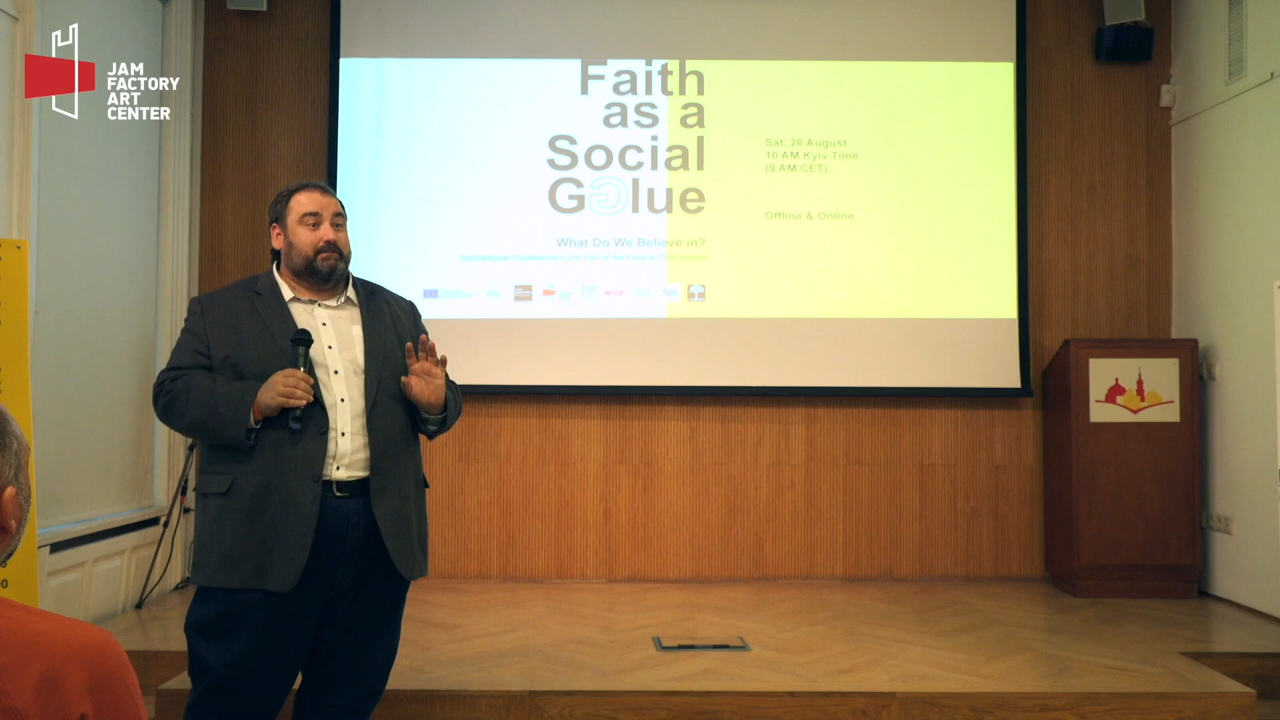 JAM
FACTORY
ART
CENTER
Faith
as a
Social
GGlue
What Do We Believe in?
Sat, 28 August
10 AM Kyiv Time
(9 AM CET)
Offline & Online